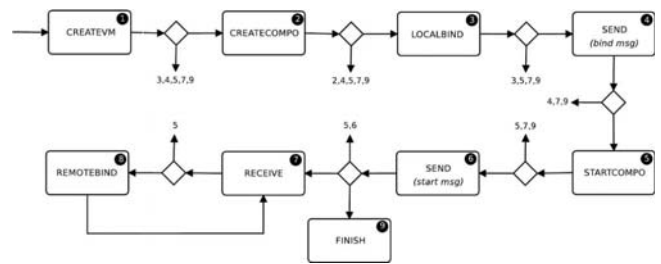 1
CREATEVM
2
CREATECOMPO
3
LOCALBIND
4
SEND
(bind msg)
3,4,5,7,9
2,4,5,7,9
3,5,7,9
4,7,9
5
5,6
5,7,9
8
REMOTEBIND
7
RECEIVE
6
SEND
(start msg)
5
STARTCOMPO
9
FINISH